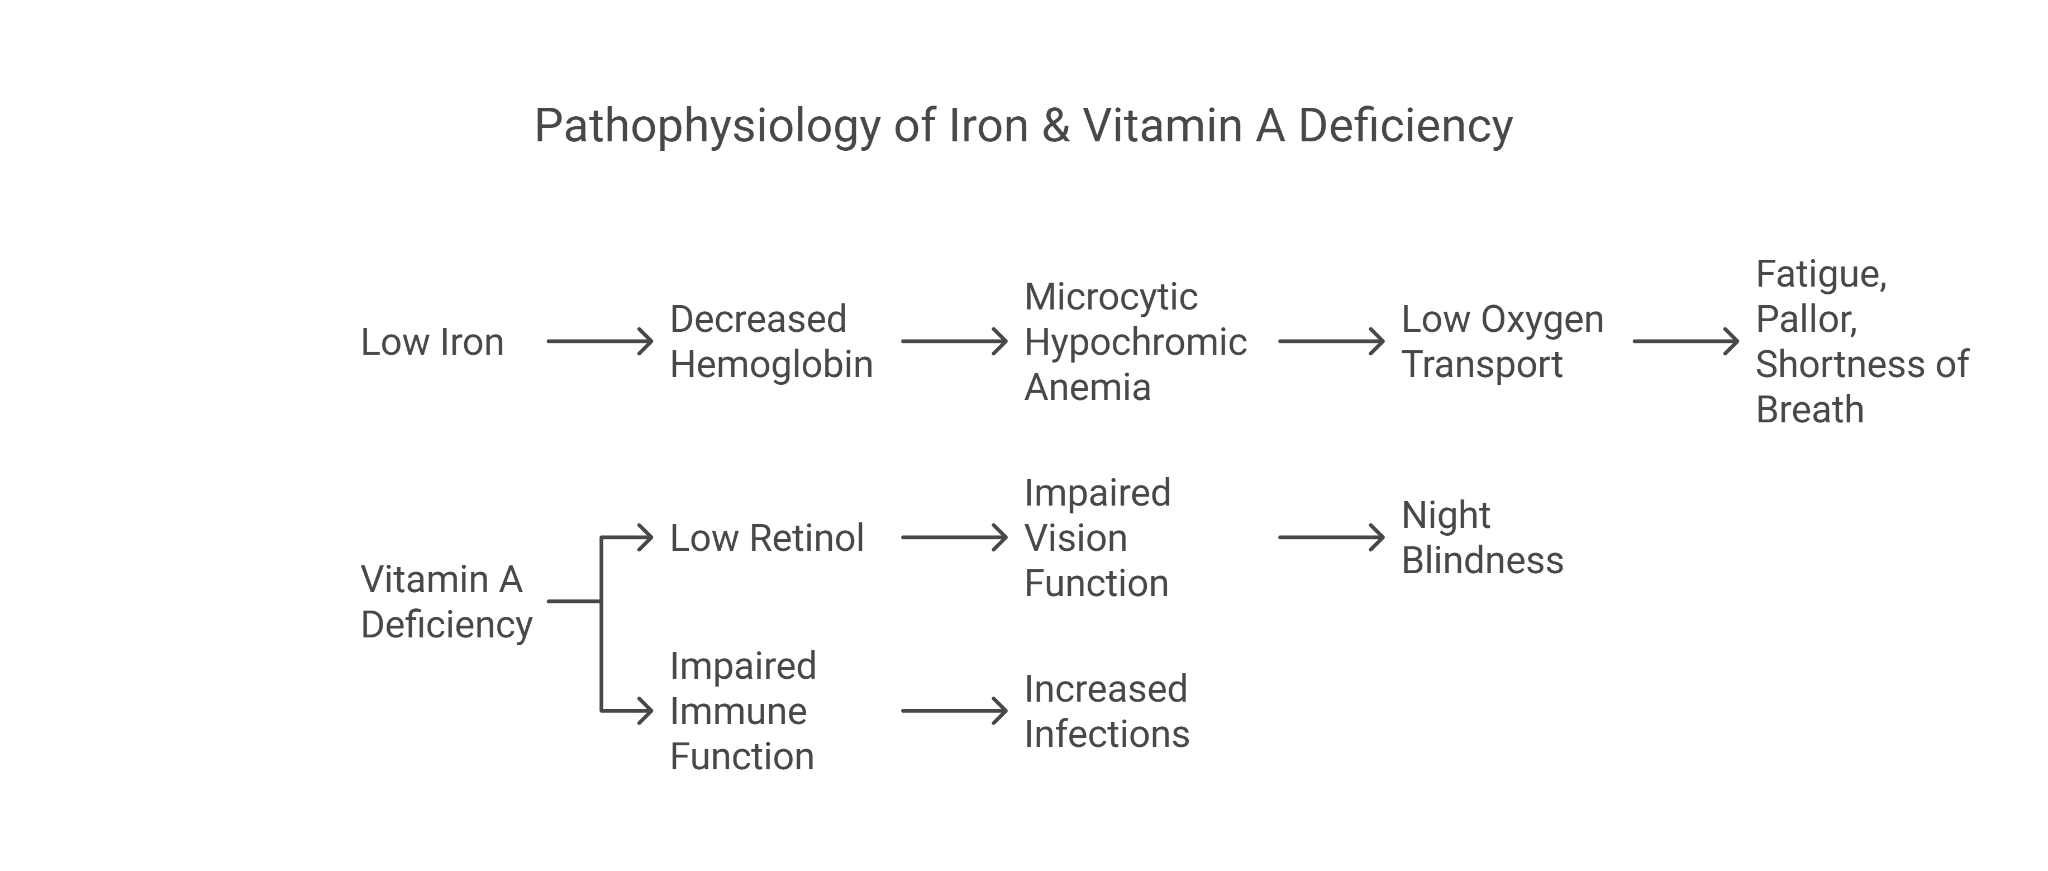 Pathophysiology of Iron & Vitamin A Deficiency
Low Iron
Decreased
Hemoglobin
Microcytic
Hypochromic
Anemia
Low Oxygen
Transport
Fatigue,
Pallor,
Shortness of
Breath
Vitamin A
Deficiency
Low Retinol
Impaired
Vision
Function
Night
Blindness
Impaired
Immune
Function
Increased
Infections